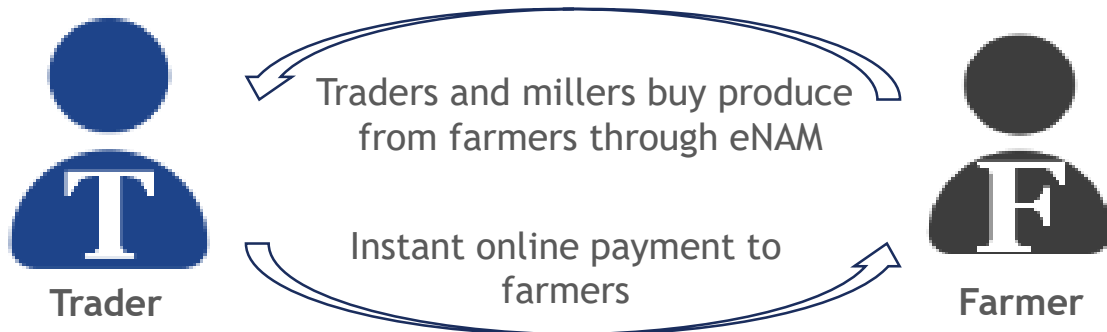 Traders and millers buy produce
from farmers through eNAM
T
F
Instant online payment to
farmers
Trader
Farmer